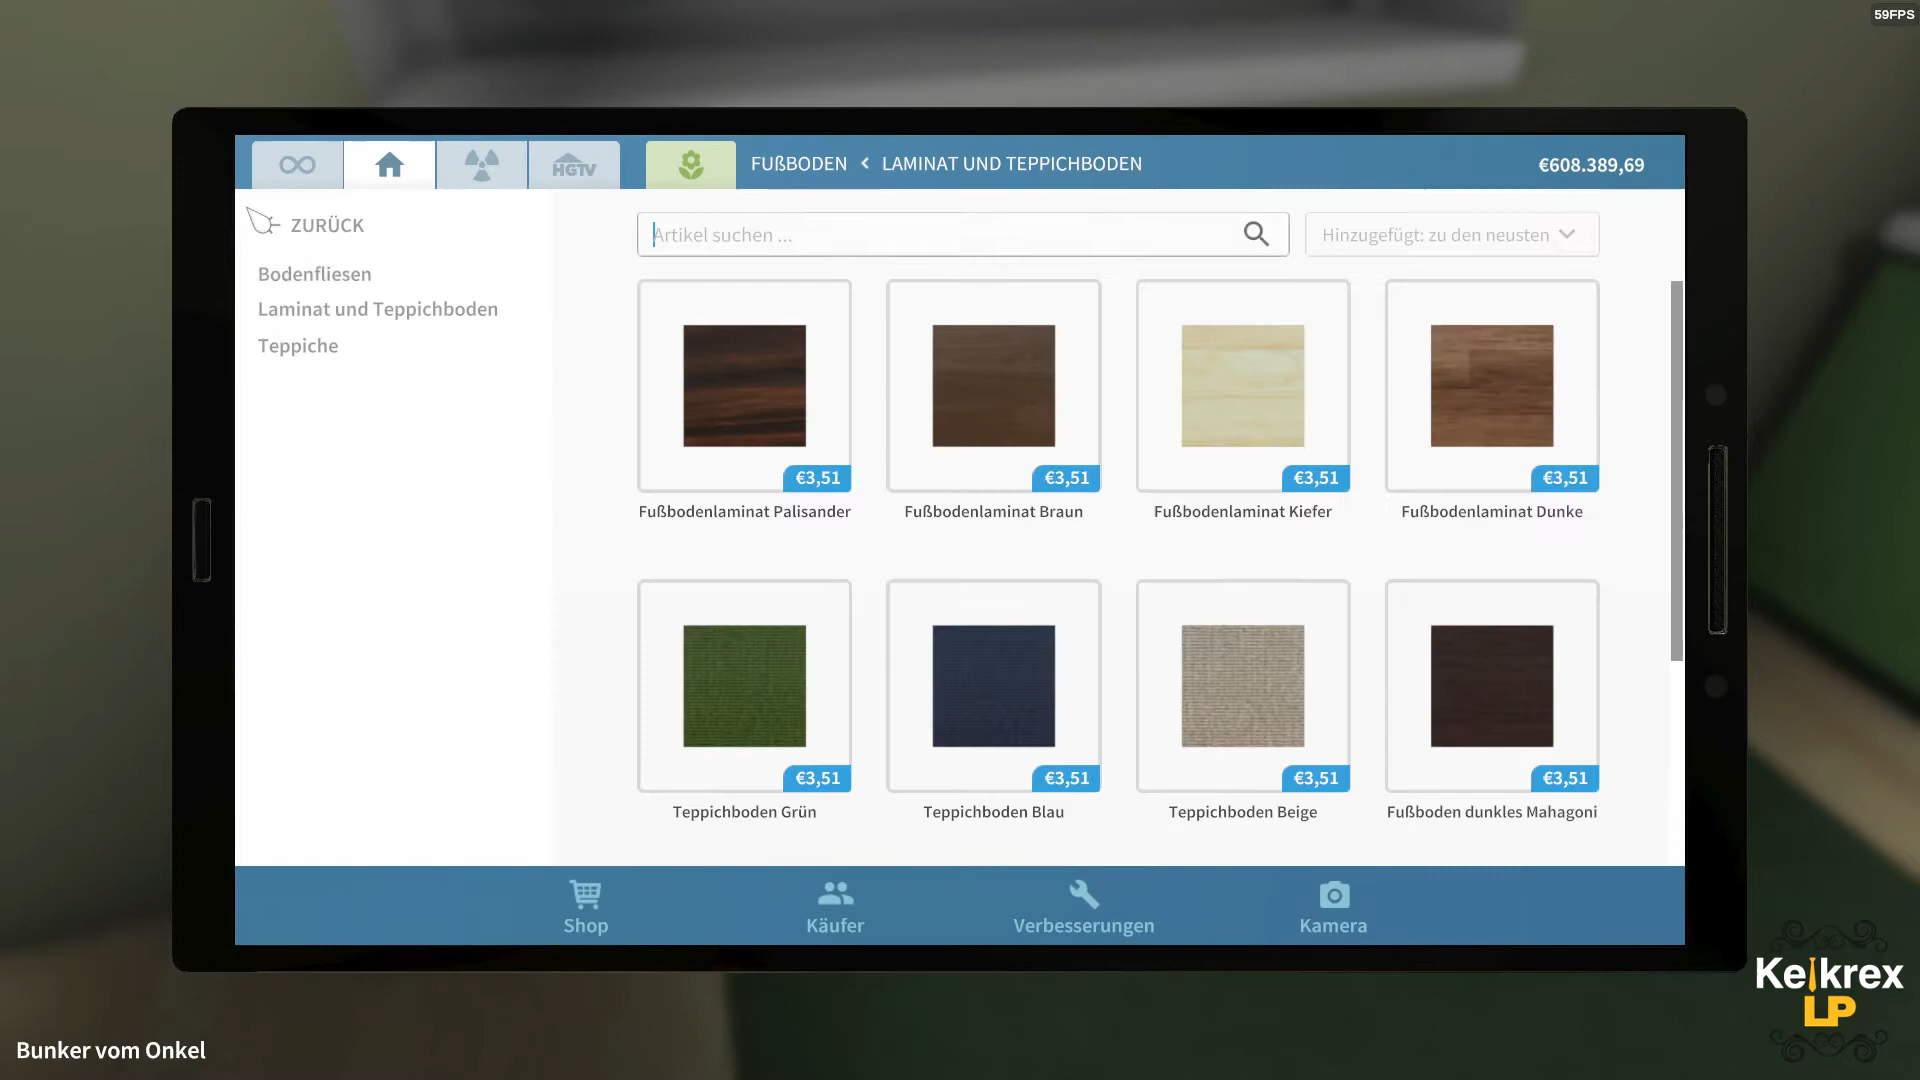 59FPS
HGTV
FUßBODEN < LAMINAT UND TEPPICHBODEN
€608.389,69
ZURÜCK
Bodenfliesen
Laminat und Teppichboden
Teppiche
Artikel suchen ...
Hinzugefügt: zu den neusten
€3,51
€3,51
€3,51
€3,51
Fußbodenlaminat Palisander
Fußbodenlaminat Braun
Fußbodenlaminat Kiefer
Fußbodenlaminat Dunke
€3,51
€3,51
€3,51
€3,51
Teppichboden Grün
Teppichboden Blau
Teppichboden Beige
Fußboden dunkles Mahagoni
Shop
Käufer
Verbesserungen
Kamera
Keikrex
LP
Bunker vom Onkel